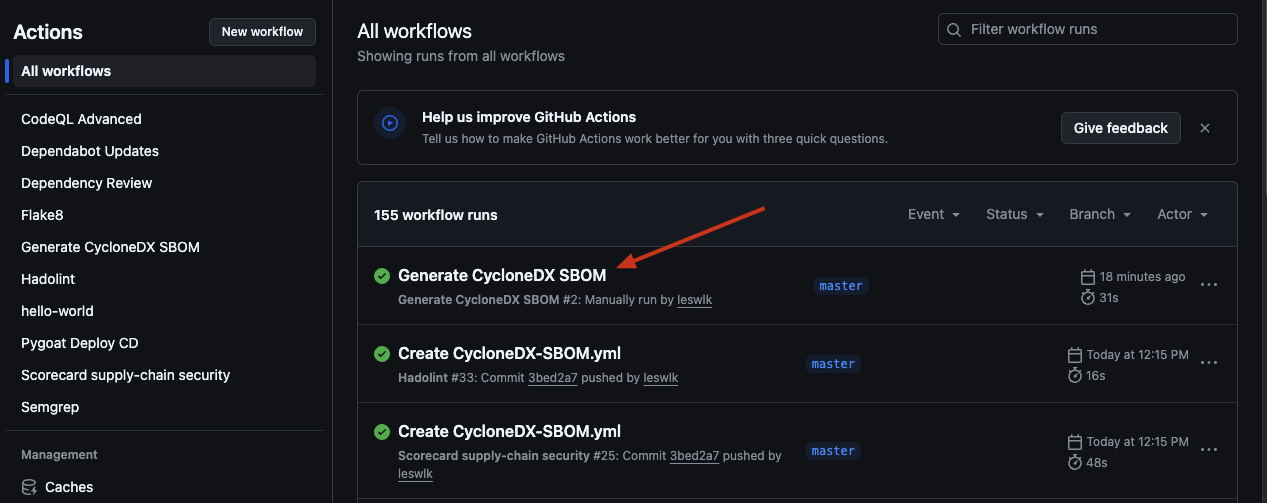 Actions
New workflow
All workflows
CodeQL Advanced
Dependabot Updates
Dependency Review
Flake8
Generate CycloneDX SBOM
Hadolint
hello-world
Pygoat Deploy CD
Scorecard supply-chain security
Semgrep
Management
Caches
All workflows
Showing runs from all workflows
Filter workflow runs
Help us improve GitHub Actions
Tell us how to make GitHub Actions work better for you with three quick questions.
Give feedback
155 workflow runs
Event
Status
Branch
Actor
Generate CycloneDX SBOM
Generate CycloneDX SBOM #2: Manually run by leswlk
master
18 minutes ago
31s
Create CycloneDX-SBOM.yml
Hadolint #33: Commit 3bed2a7 pushed by leswlk
master
Today at 12:15 PM
16s
Create CycloneDX-SBOM.yml
Scorecard supply-chain security #25: Commit 3bed2a7 pushed by
leswlk
master
Today at 12:15 PM
48s